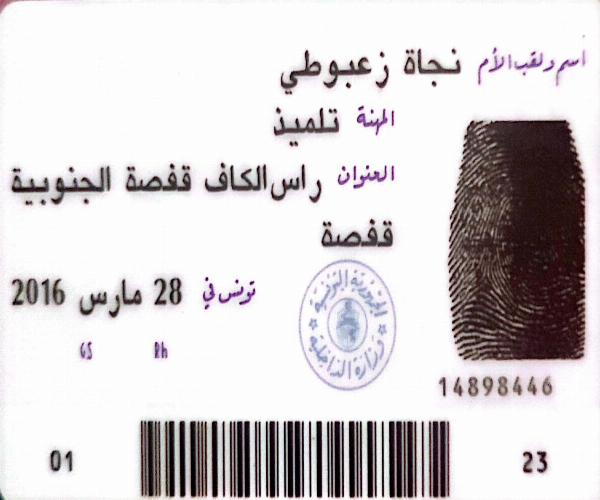 اسم ولقب الأم نجاة زعبوطي
المهنة تلميذ
العنوان راس الكاف قفصة الجنوبية
قفصة
تونس في 28 مارس 2016
GS Rh
الجمهورية التونسية
وزارة الداخلية
14898446
01
23